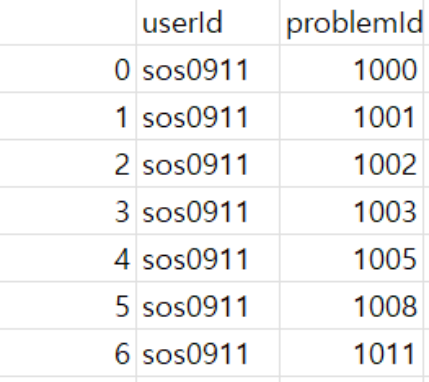 userId problemId
0 sos0911 1000
1 sos0911 1001
2 sos0911 1002
3 sos0911 1003
4 sos0911 1005
5 sos0911 1008
6 sos0911 1011